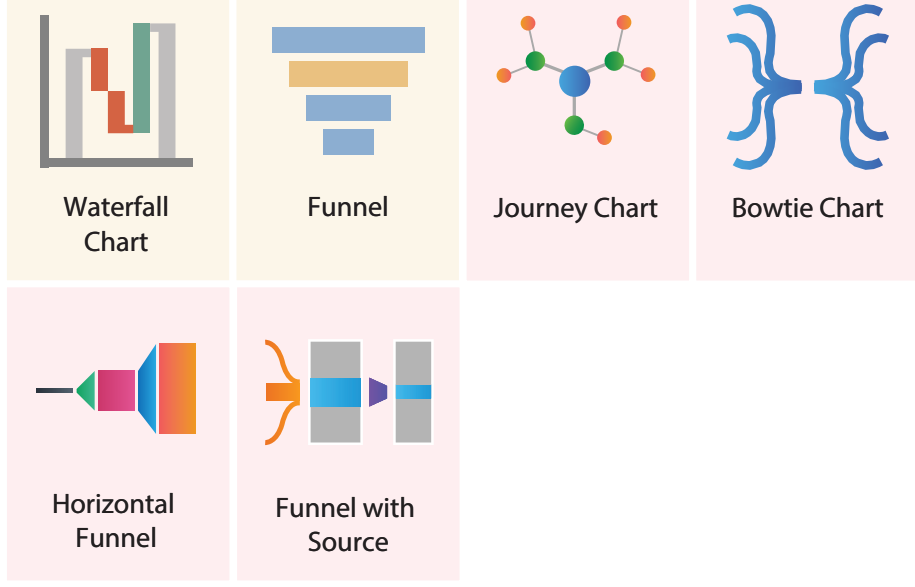 Waterfall
Chart
Funnel
Journey Chart
Bowtie Chart
Horizontal
Funnel
Funnel with
Source